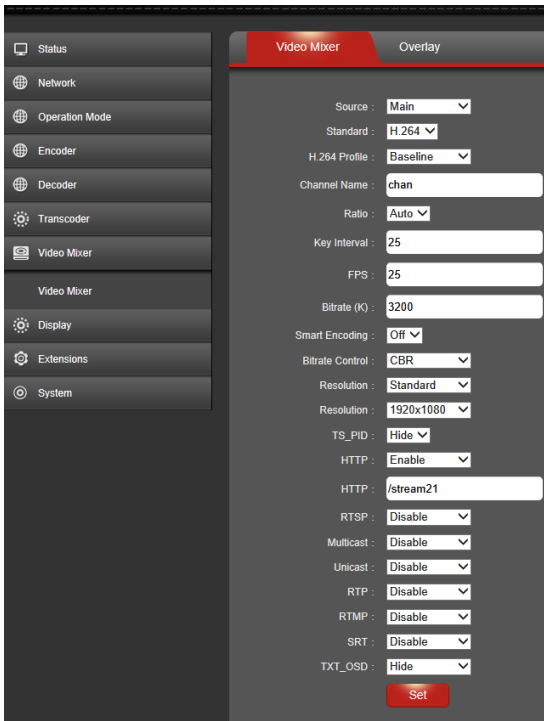 Status
Network
Operation Mode
Encoder
Decoder
Transcoder
Video Mixer
Video Mixer
Display
Extensions
System
Video Mixer Overlay
Source : Main
Standard : H.264
H.264 Profile : Baseline
Channel Name : chan
Ratio : Auto
Key Interval : 25
FPS : 25
Bitrate (K) : 3200
Smart Encoding : Off
Bitrate Control : CBR
Resolution : Standard
Resolution : 1920x1080
TS_PID : Hide
HTTP : Enable
HTTP : /stream21
RTSP : Disable
Multicast : Disable
Unicast : Disable
RTP : Disable
RTMP : Disable
SRT : Disable
TXT_OSD : Hide
Set